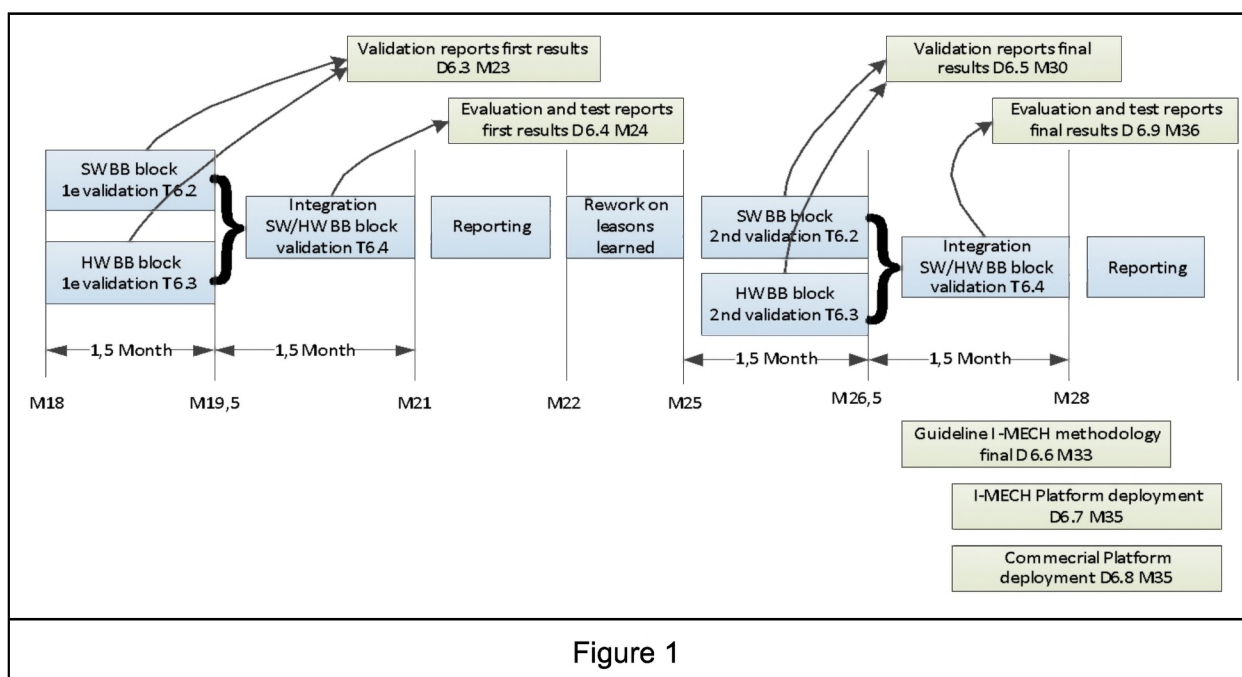 Validation reports first results
D6.3 M23
Evaluation and test reports
first results D6.4 M24
Validation reports final
results D6.5 M30
Evaluation and test reports
final results D 6.9 M36
SW BB block
1e validation T6.2
HW BB block
1e validation T6.3
Integration
SW/HW BB block
validation T6.4
Reporting
Rework on
leasons
learned
SW BB block
2nd validation T6.2
HW BB block
2nd validation T6.3
Integration
SW/HW BB block
validation T6.4
Reporting
1,5 Month
1,5 Month
1,5 Month
1,5 Month
M18
M19,5
M21
M22
M25
M26,5
M28
Guideline I-MECH methodology
final D6.6 M33
I-MECH Platform deployment
D6.7 M35
Commecrial Platform
deployment D6.8 M35
Figure 1